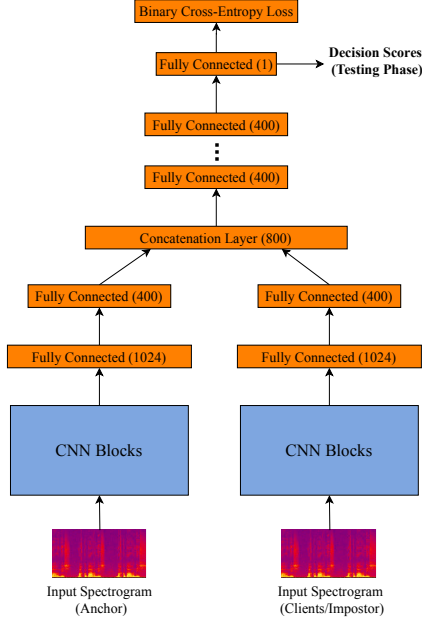 Binary Cross-Entropy Loss
Fully Connected (1)
Decision Scores
(Testing Phase)
Fully Connected (400)
Fully Connected (400)
Concatenation Layer (800)
Fully Connected (400)
Fully Connected (400)
Fully Connected (1024)
Fully Connected (1024)
CNN Blocks
CNN Blocks
Input Spectrogram
(Anchor)
Input Spectrogram
(Clients/Impostor)